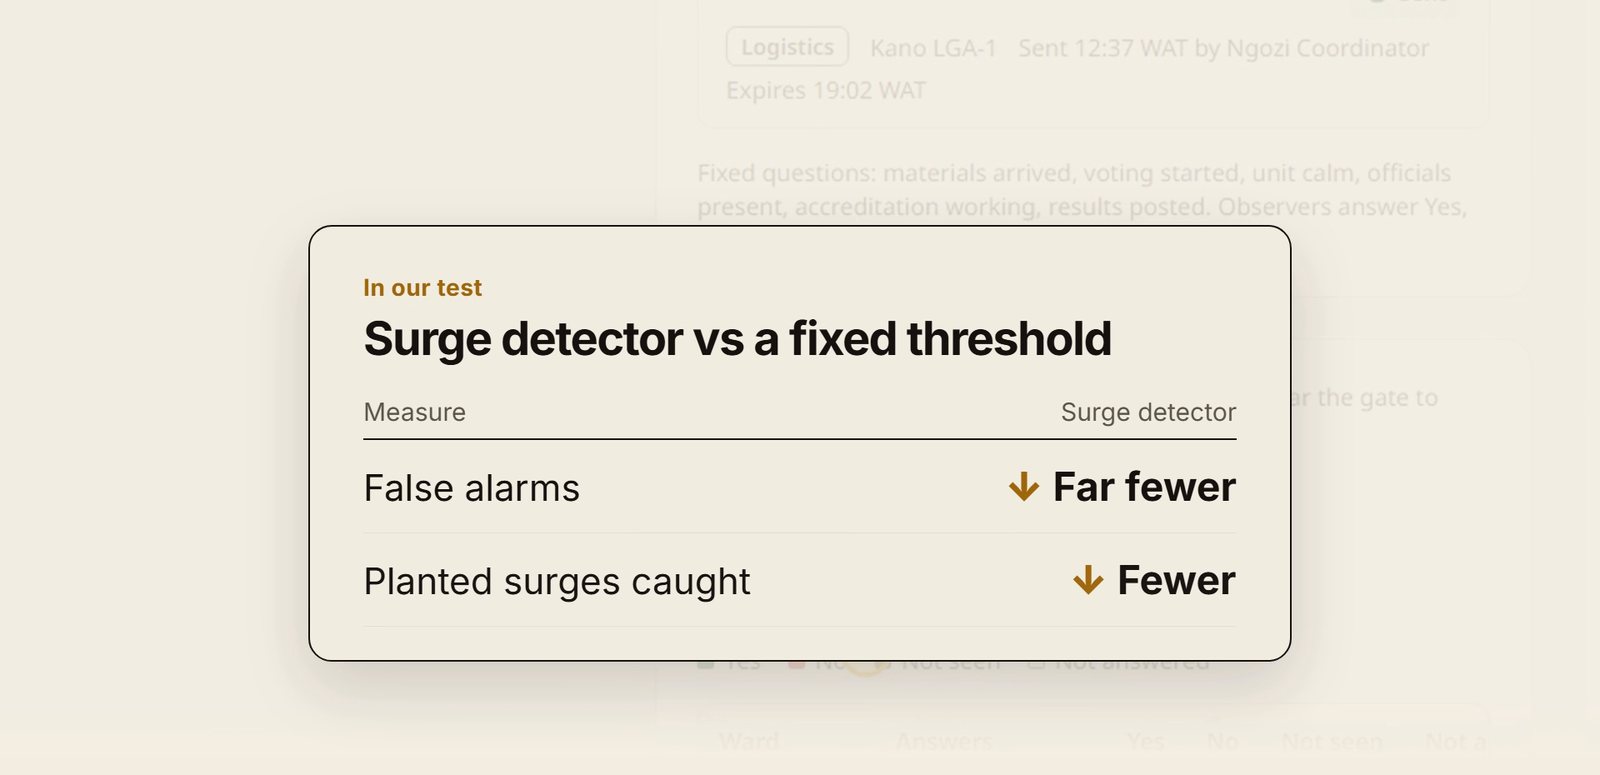 Logistics Kano LGA-1 Sent 12:37 WAT by Ngozi Coordinator
Expires 19:02 WAT
Fixed questions: materials arrived, voting started, unit calm, officials
present, accreditation working, results posted. Observers answer Yes,
In our test
Surge detector vs a fixed threshold
Measure Surge detector
ar the gate to
False alarms ↓ Far fewer
Planted surges caught ↓ Fewer
Yes No Not seen Not answered
Ward Answers Yes No Not seen Not a